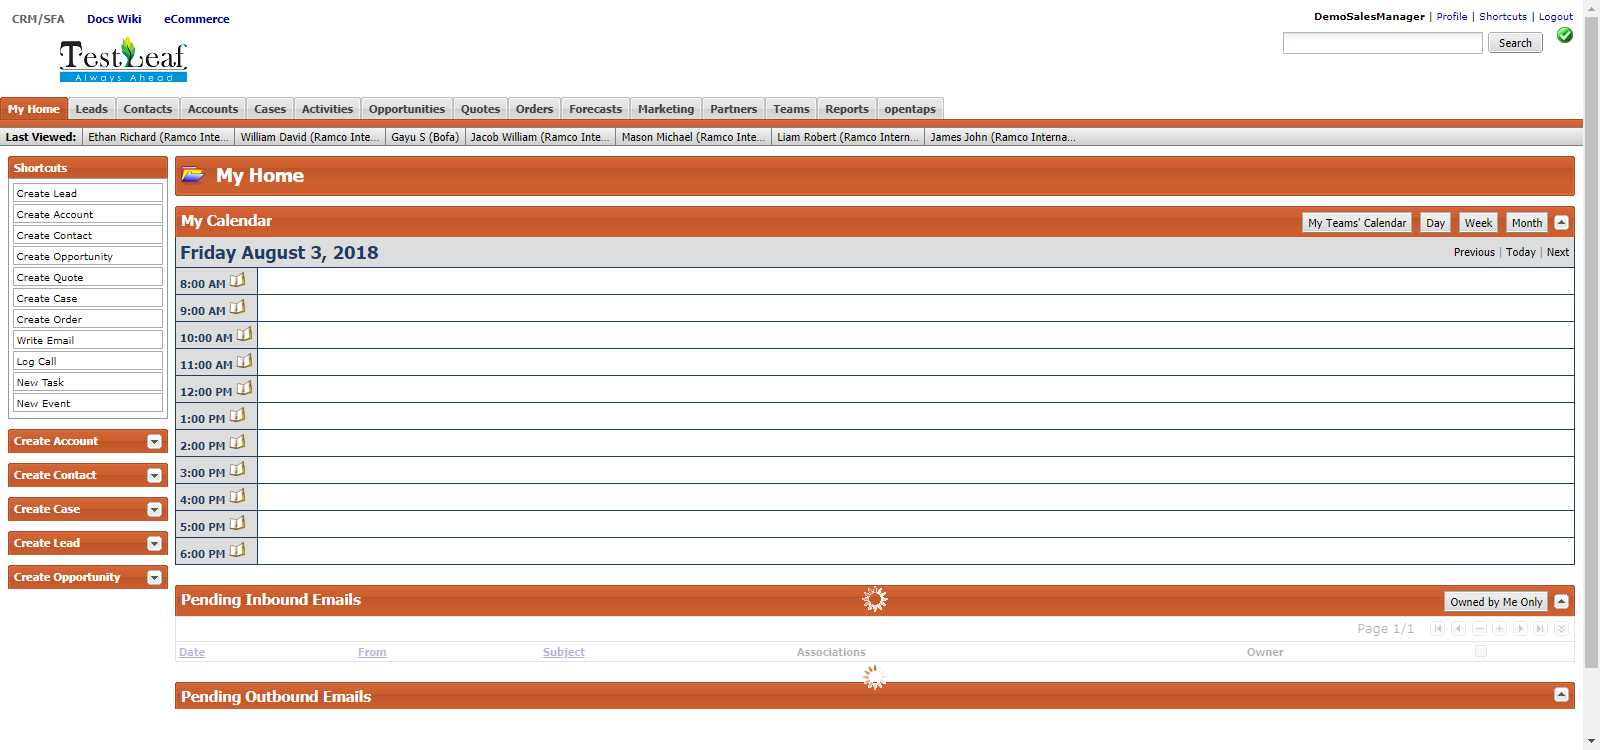 CRM/SFA Docs Wiki eCommerce
DemoSalesManager | Profile | Shortcuts | Logout
Search
TestLeaf
Always Ahead
My Home Leads Contacts Accounts Cases Activities Opportunities Quotes Orders Forecasts Marketing Partners Teams Reports opentaps
Last Viewed: Ethan Richard (Ramco Inte... William David (Ramco Inte... Gayu S (Bofa) Jacob William (Ramco Inte... Mason Michael (Ramco Inte... Liam Robert (Ramco Intern... James John (Ramco Interna...
Shortcuts
Create Lead
Create Account
Create Contact
Create Opportunity
Create Quote
Create Case
Create Order
Write Email
Log Call
New Task
New Event
Create Account
Create Contact
Create Case
Create Lead
Create Opportunity
My Home
My Calendar My Teams' Calendar Day Week Month
Friday August 3, 2018 Previous | Today | Next
8:00 AM
9:00 AM
10:00 AM
11:00 AM
12:00 PM
1:00 PM
2:00 PM
3:00 PM
4:00 PM
5:00 PM
6:00 PM
Pending Inbound Emails Owned by Me Only
Page 1/1
Date From Subject Associations Owner
Pending Outbound Emails